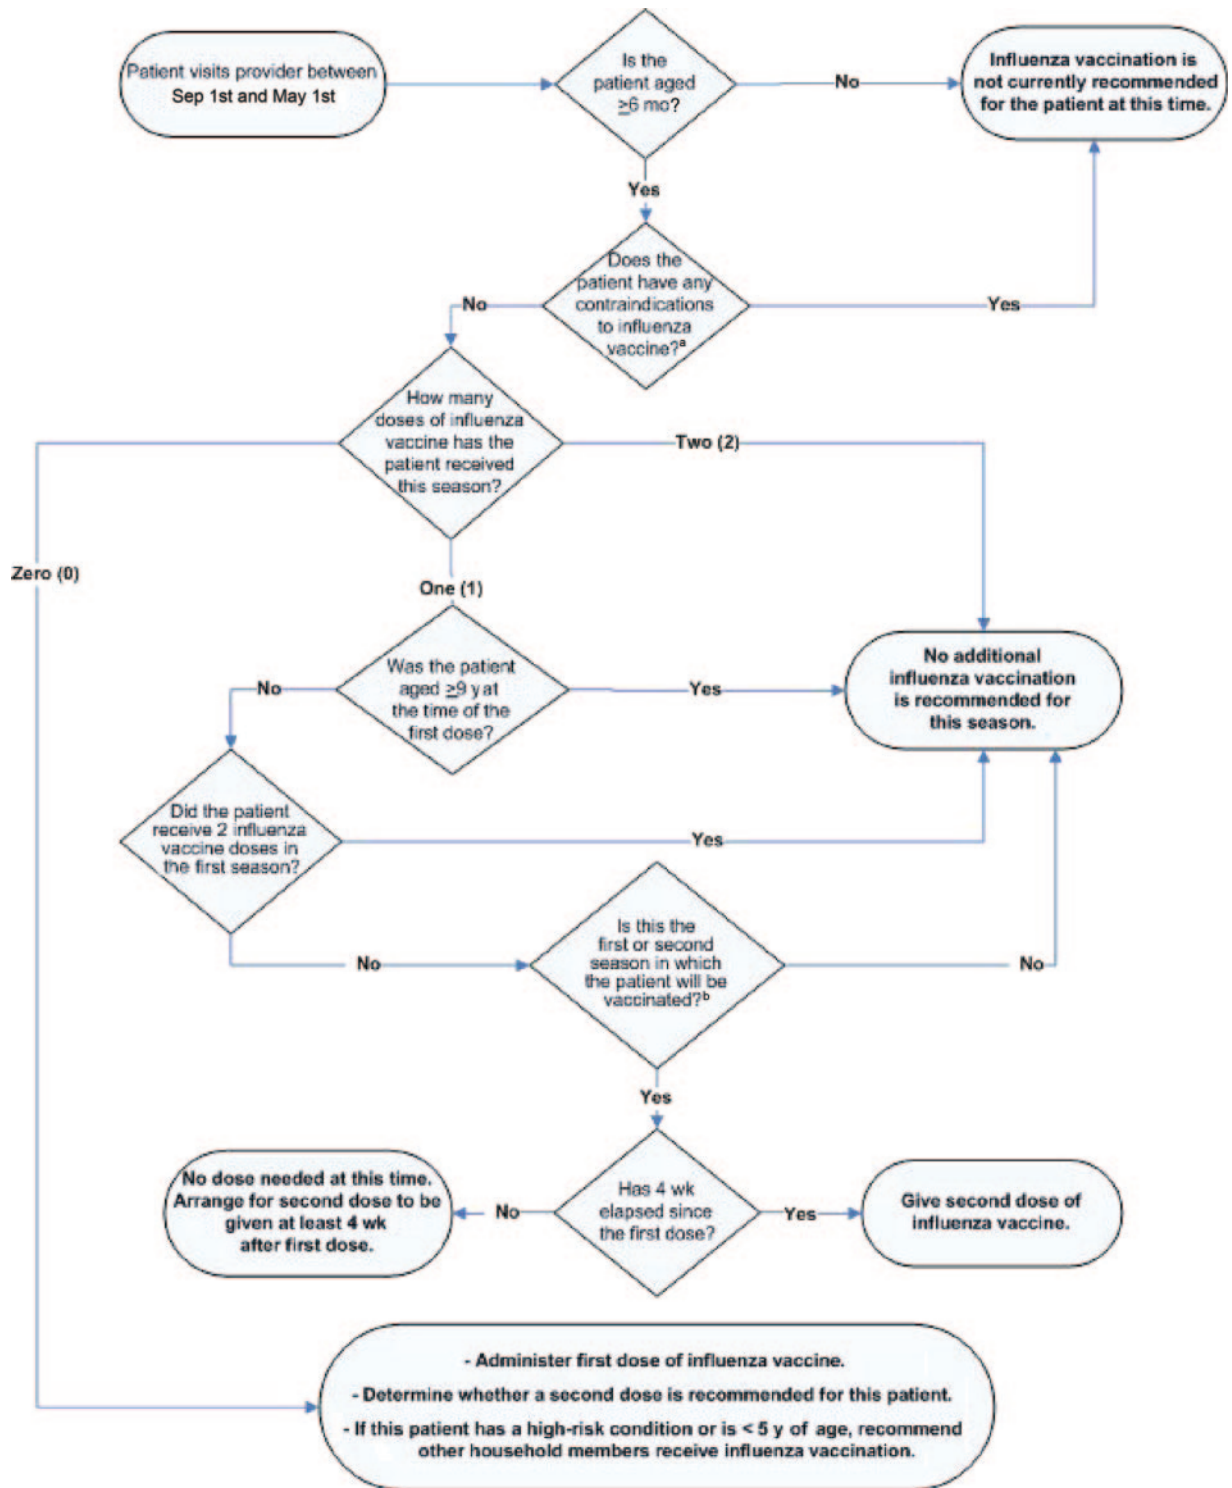 Patient visits provider between
Sep 1st and May 1st
Is the
patient aged
≥6 mo?
No
Influenza vaccination is
not currently recommended
for the patient at this time.
Yes
Does the
patient have any
contraindications
to influenza
vaccine?a
No
Yes
How many
doses of influenza
vaccine has the
patient received
this season?
Two (2)
Zero (0)
One (1)
Was the patient
aged ≥9 y at
the time of the
first dose?
No
Yes
No additional
influenza vaccination
is recommended for
this season.
Did the patient
receive 2 influenza
vaccine doses in
the first season?
Yes
No
Is this the
first or second
season in which
the patient will be
vaccinated?b
No
Yes
No dose needed at this time.
Arrange for second dose to be
given at least 4 wk
after first dose.
No
Has 4 wk
elapsed since
the first dose?
Yes
Give second dose of
influenza vaccine.
- Administer first dose of influenza vaccine.
- Determine whether a second dose is recommended for this patient.
- If this patient has a high-risk condition or is < 5 y of age, recommend
other household members receive influenza vaccination.